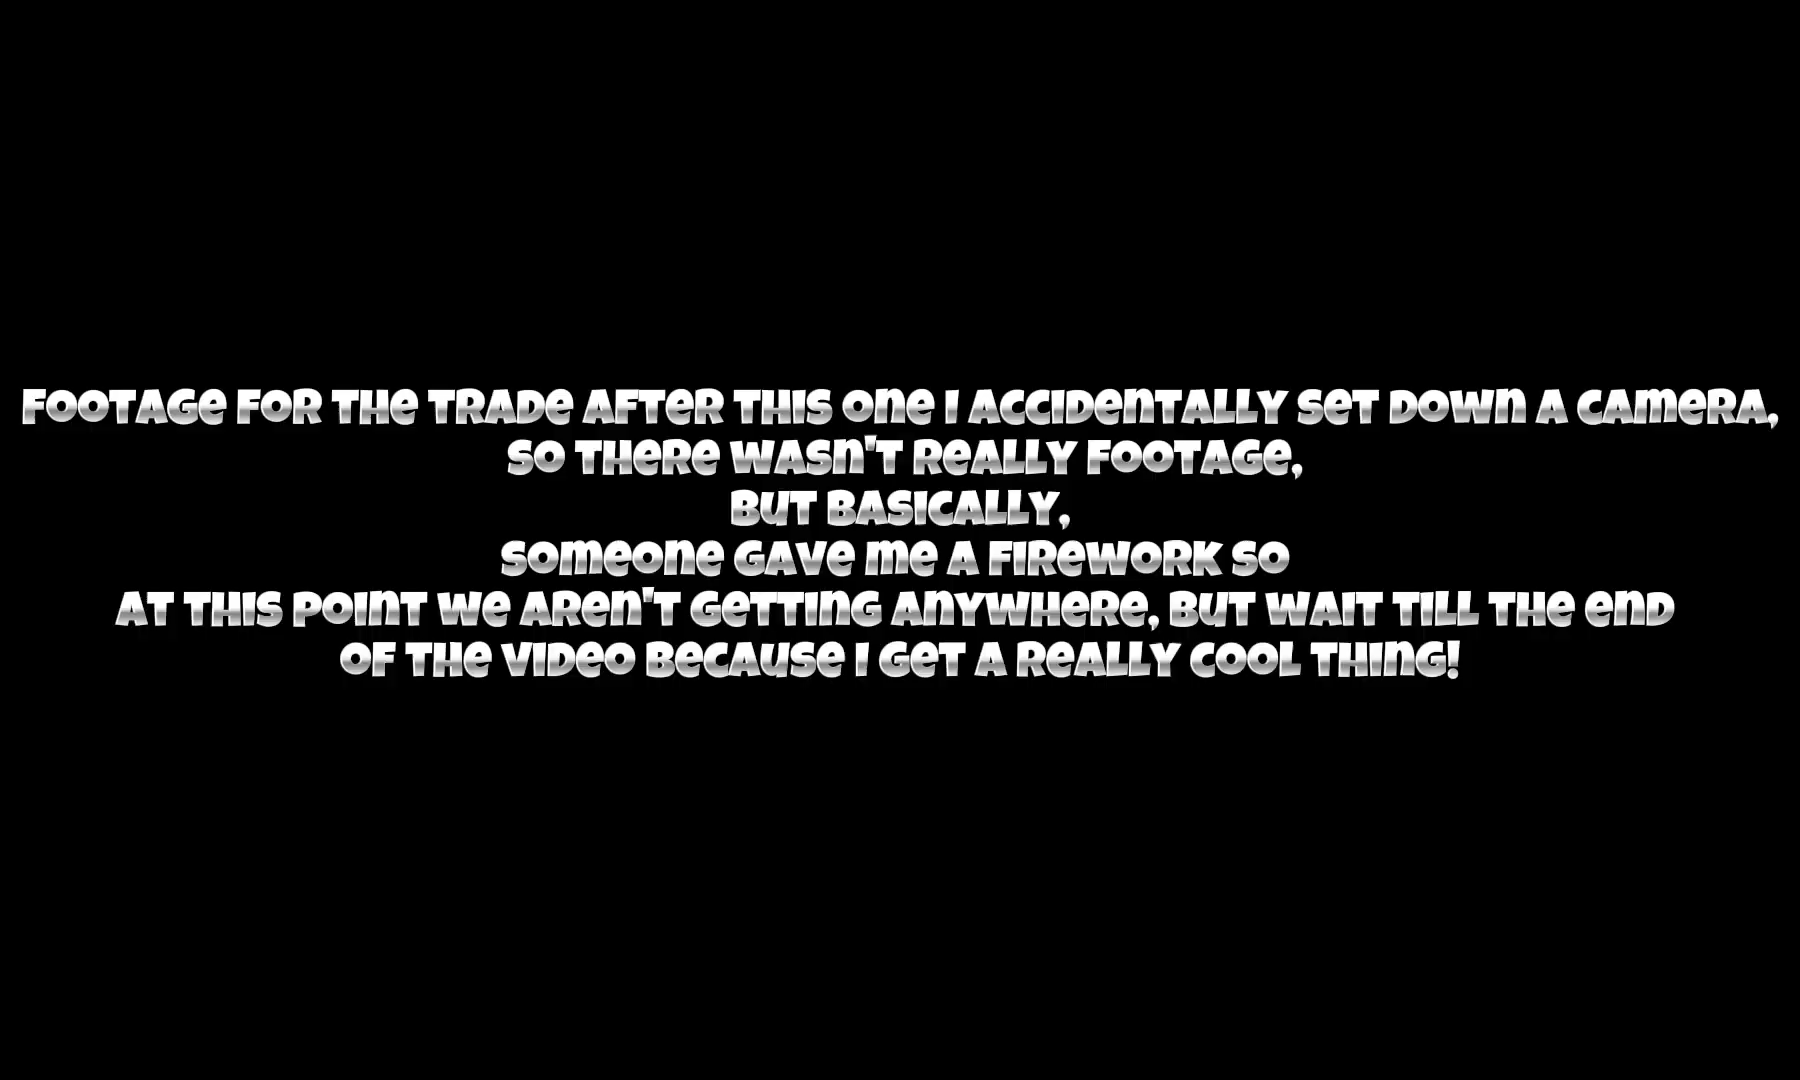 Footage for the trade after this one I accidentally set down a camera,
so there wasn't really footage,
but basically,
someone gave me a firework so
at this point we aren't getting anywhere, but wait till the end
of the video because I get a really cool thing!